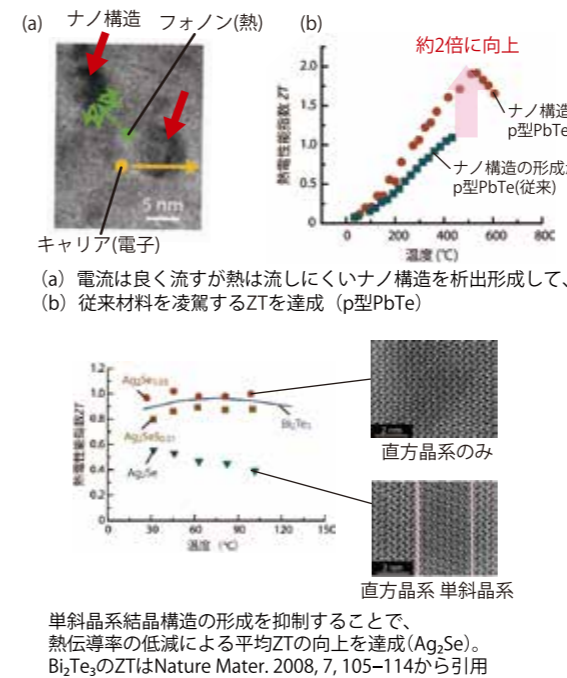 (a)
ナノ構造
フォノン(熱)
5 nm
キャリア(電子)
(b)
約2倍に向上
熱電性能指数 ZT
2.0
1.5
1.0
0.5
0
0 200 400 600 800
温度(℃)
ナノ構造
p型PbTe
ナノ構造の形成
p型PbTe(従来)
(a) 電流は良く流すが熱は流しにくいナノ構造を析出形成して、
(b) 従来材料を凌駕するZTを達成（p型PbTe）
熱電性能指数ZT
1.2
1.0
0.8
0.6
0.4
0.2
0
0 30 60 90 120
温度 (℃)
Bi₂Te₃
Ag₂Se
直方晶系のみ
直方晶系 単斜晶系
単斜晶系結晶構造の形成を抑制することで、
熱伝導率の低減による平均ZTの向上を達成(Ag₂Se)。
Bi₂Te₃のZTはNature Mater. 2008, 7, 105–114から引用